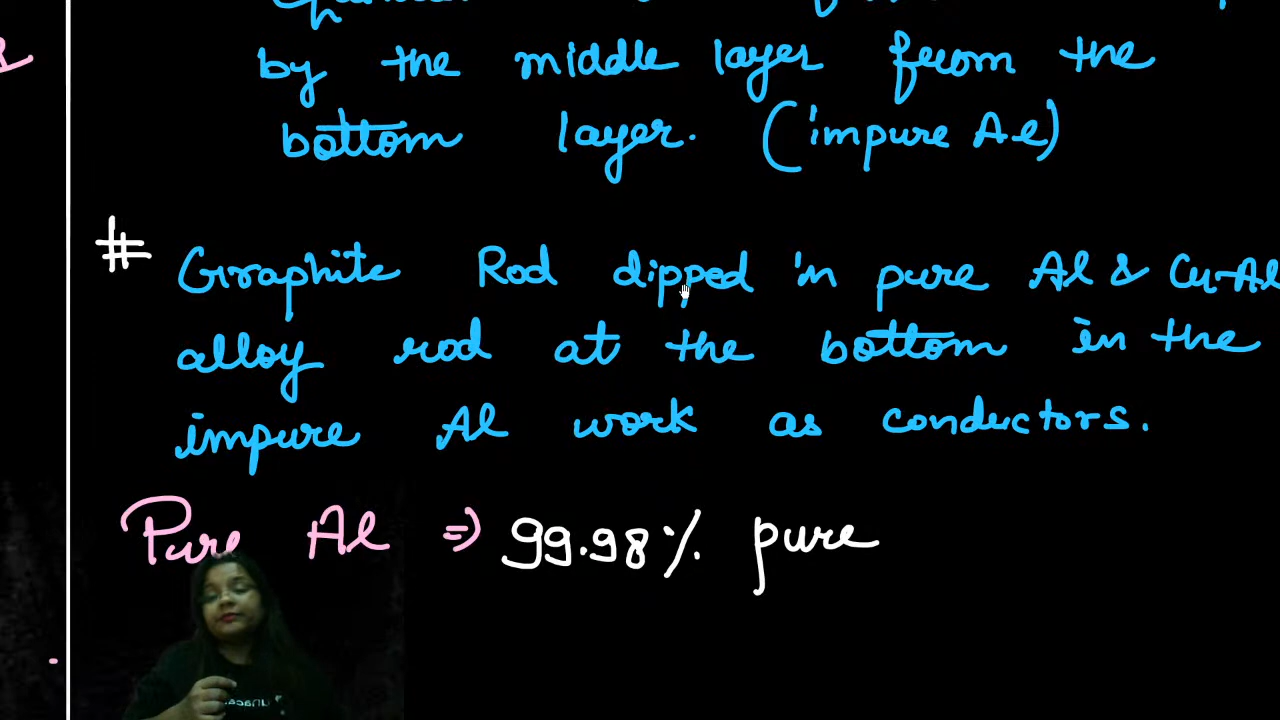 by the middle layer from the
bottom layer. (impure Al)
# Graphite Rod dipped in pure Al & Cu-Al
alloy rod at the bottom in the
impure Al work as conductors.
Pure Al ⇒ 99.98% pure